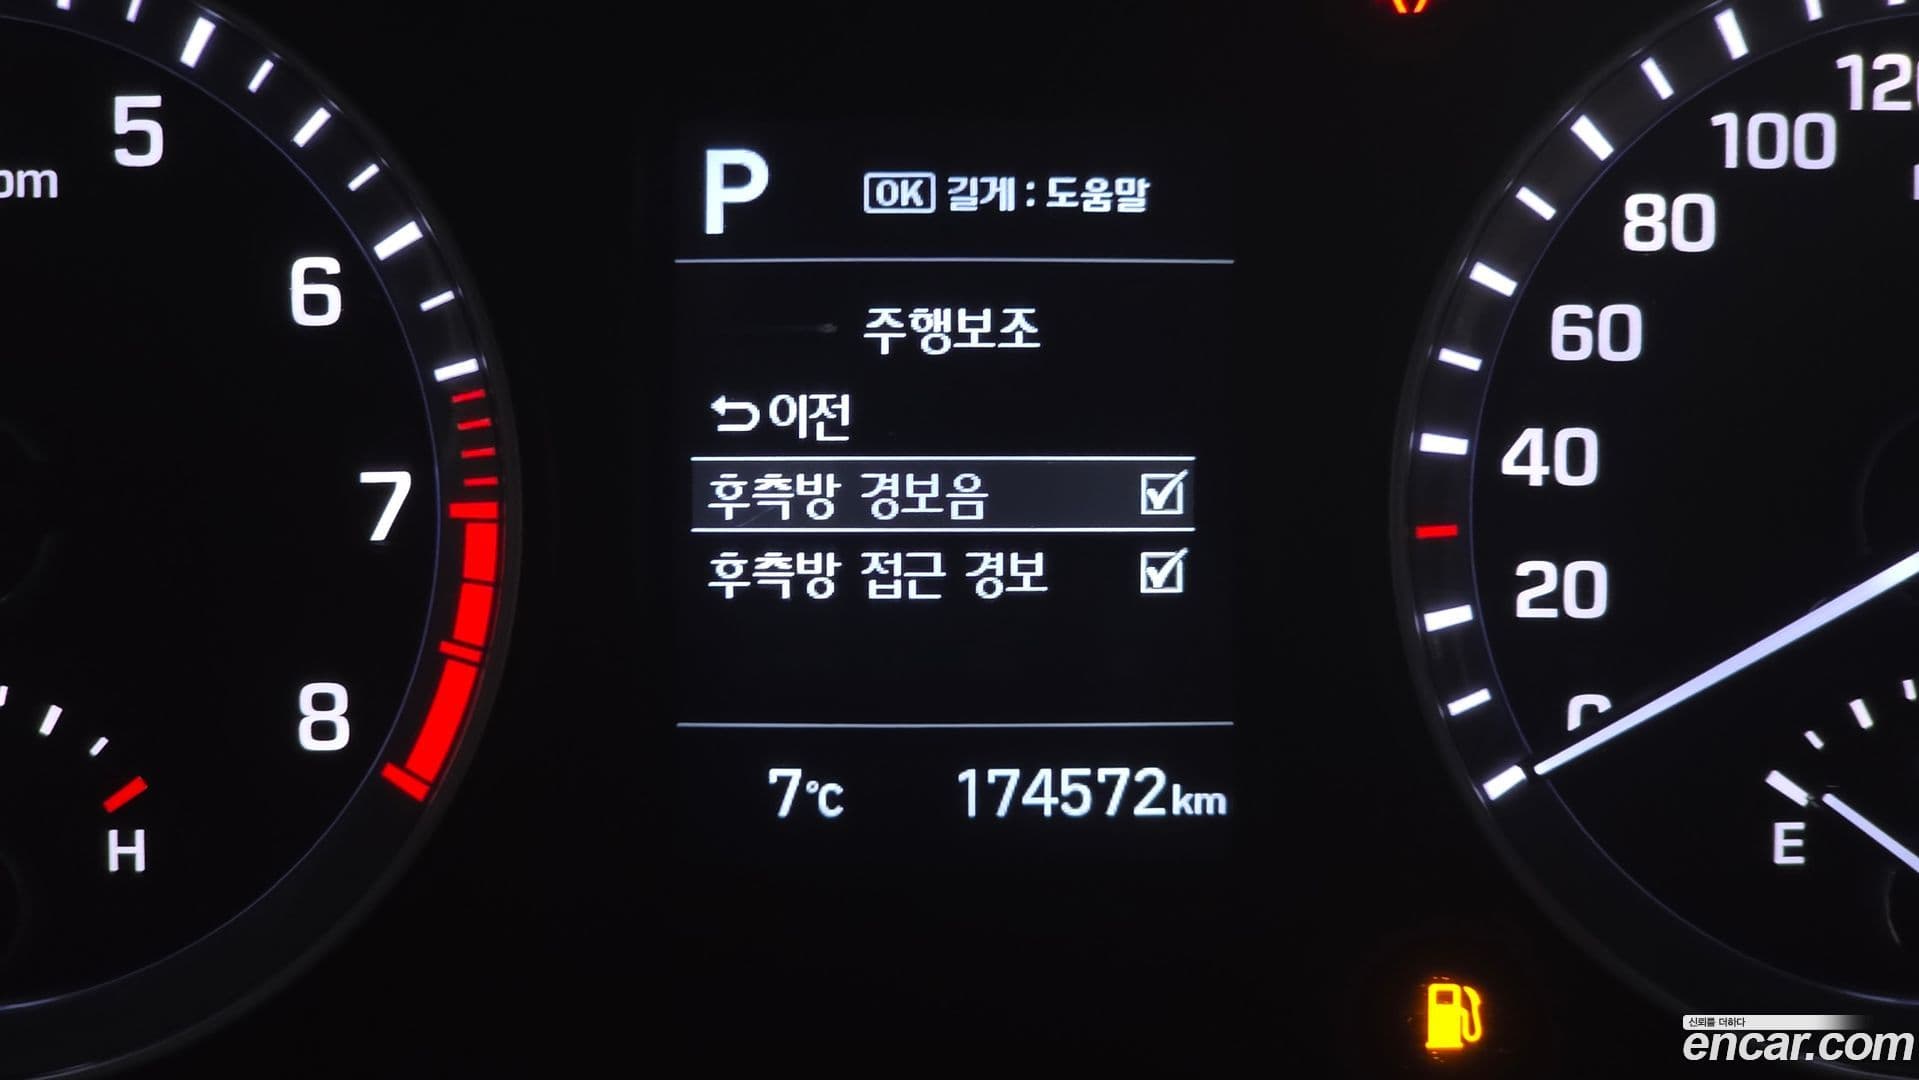 P
OK 길게 : 도움말
주행보조
이전
후측방 경보음
후측방 접근 경보
7°C 174572km
5
6
7
8
H
120
100
80
60
40
20
0
E
신뢰를 더하다
encar.com